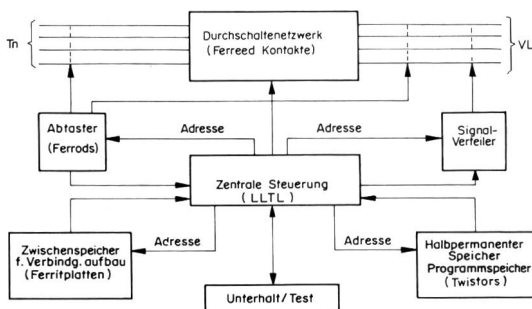 Tn
Durchschaltenetzwerk
(Ferreed Kontakte)
VL
Abtaster
(Ferrods)
Adresse
Adresse
Signal-
Verteiler
Zentrale Steuerung
(LLTL)
Zwischenspeicher
f. Verbindg. aufbau
(Ferritplatten)
Adresse
Adresse
Halbpermanenter
Speicher
Programmspeicher
(Twistors)
Unterhalt/Test